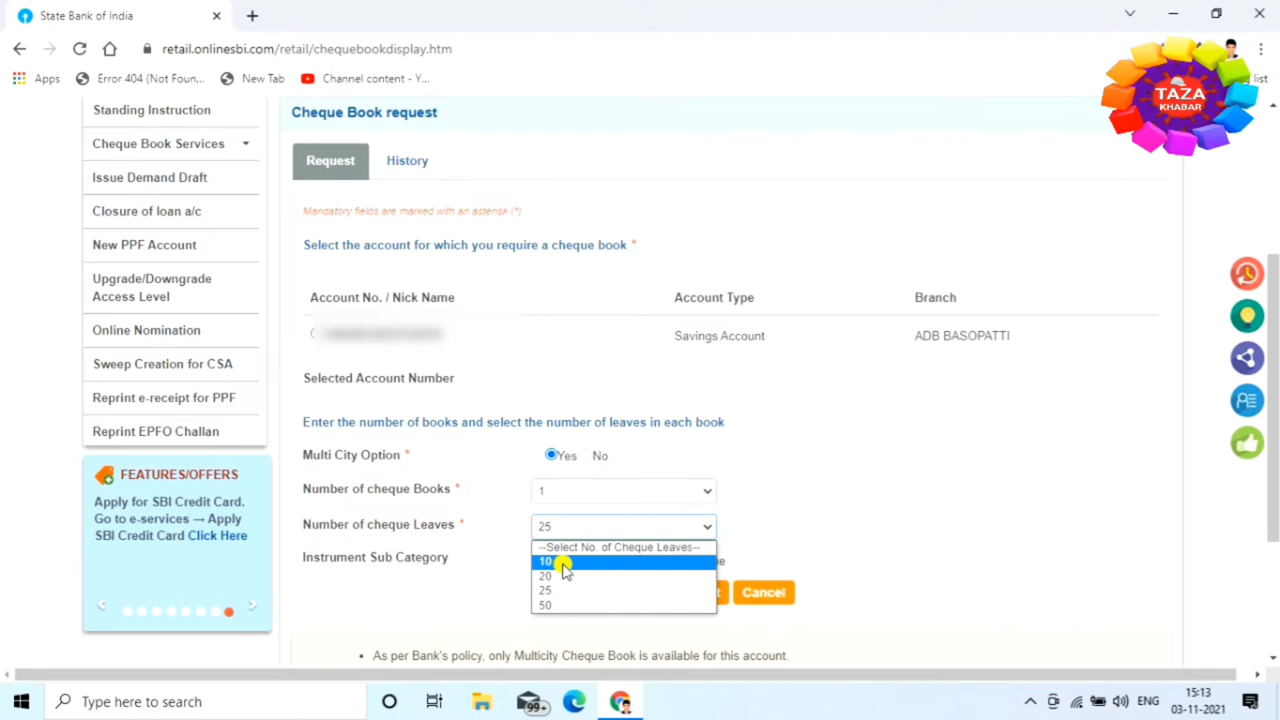 State Bank of India
retail.onlinesbi.com/retail/chequebookdisplay.htm
Apps
Error 404 (Not Foun...
New Tab
Channel content - Y...
list
TAZA
KHABAR
Standing Instruction
Cheque Book Services
Issue Demand Draft
Closure of loan a/c
New PPF Account
Upgrade/Downgrade
Access Level
Online Nomination
Sweep Creation for CSA
Reprint e-receipt for PPF
Reprint EPFO Challan
FEATURES/OFFERS
Apply for SBI Credit Card.
Go to e-services → Apply
SBI Credit Card Click Here
Cheque Book request
Request History
Mandatory fields are marked with an asterisk (*)
Select the account for which you require a cheque book *
Account No. / Nick Name Account Type Branch
Savings Account ADB BASOPATTI
Selected Account Number
Enter the number of books and select the number of leaves in each book
Multi City Option * Yes No
Number of cheque Books * 1
Number of cheque Leaves * 25
--Select No. of Cheque Leaves--
Instrument Sub Category
10
20
25
50
Cancel
• As per Bank's policy, only Multicity Cheque Book is available for this account.
Type here to search
99+
ENG
15:13
03-11-2021